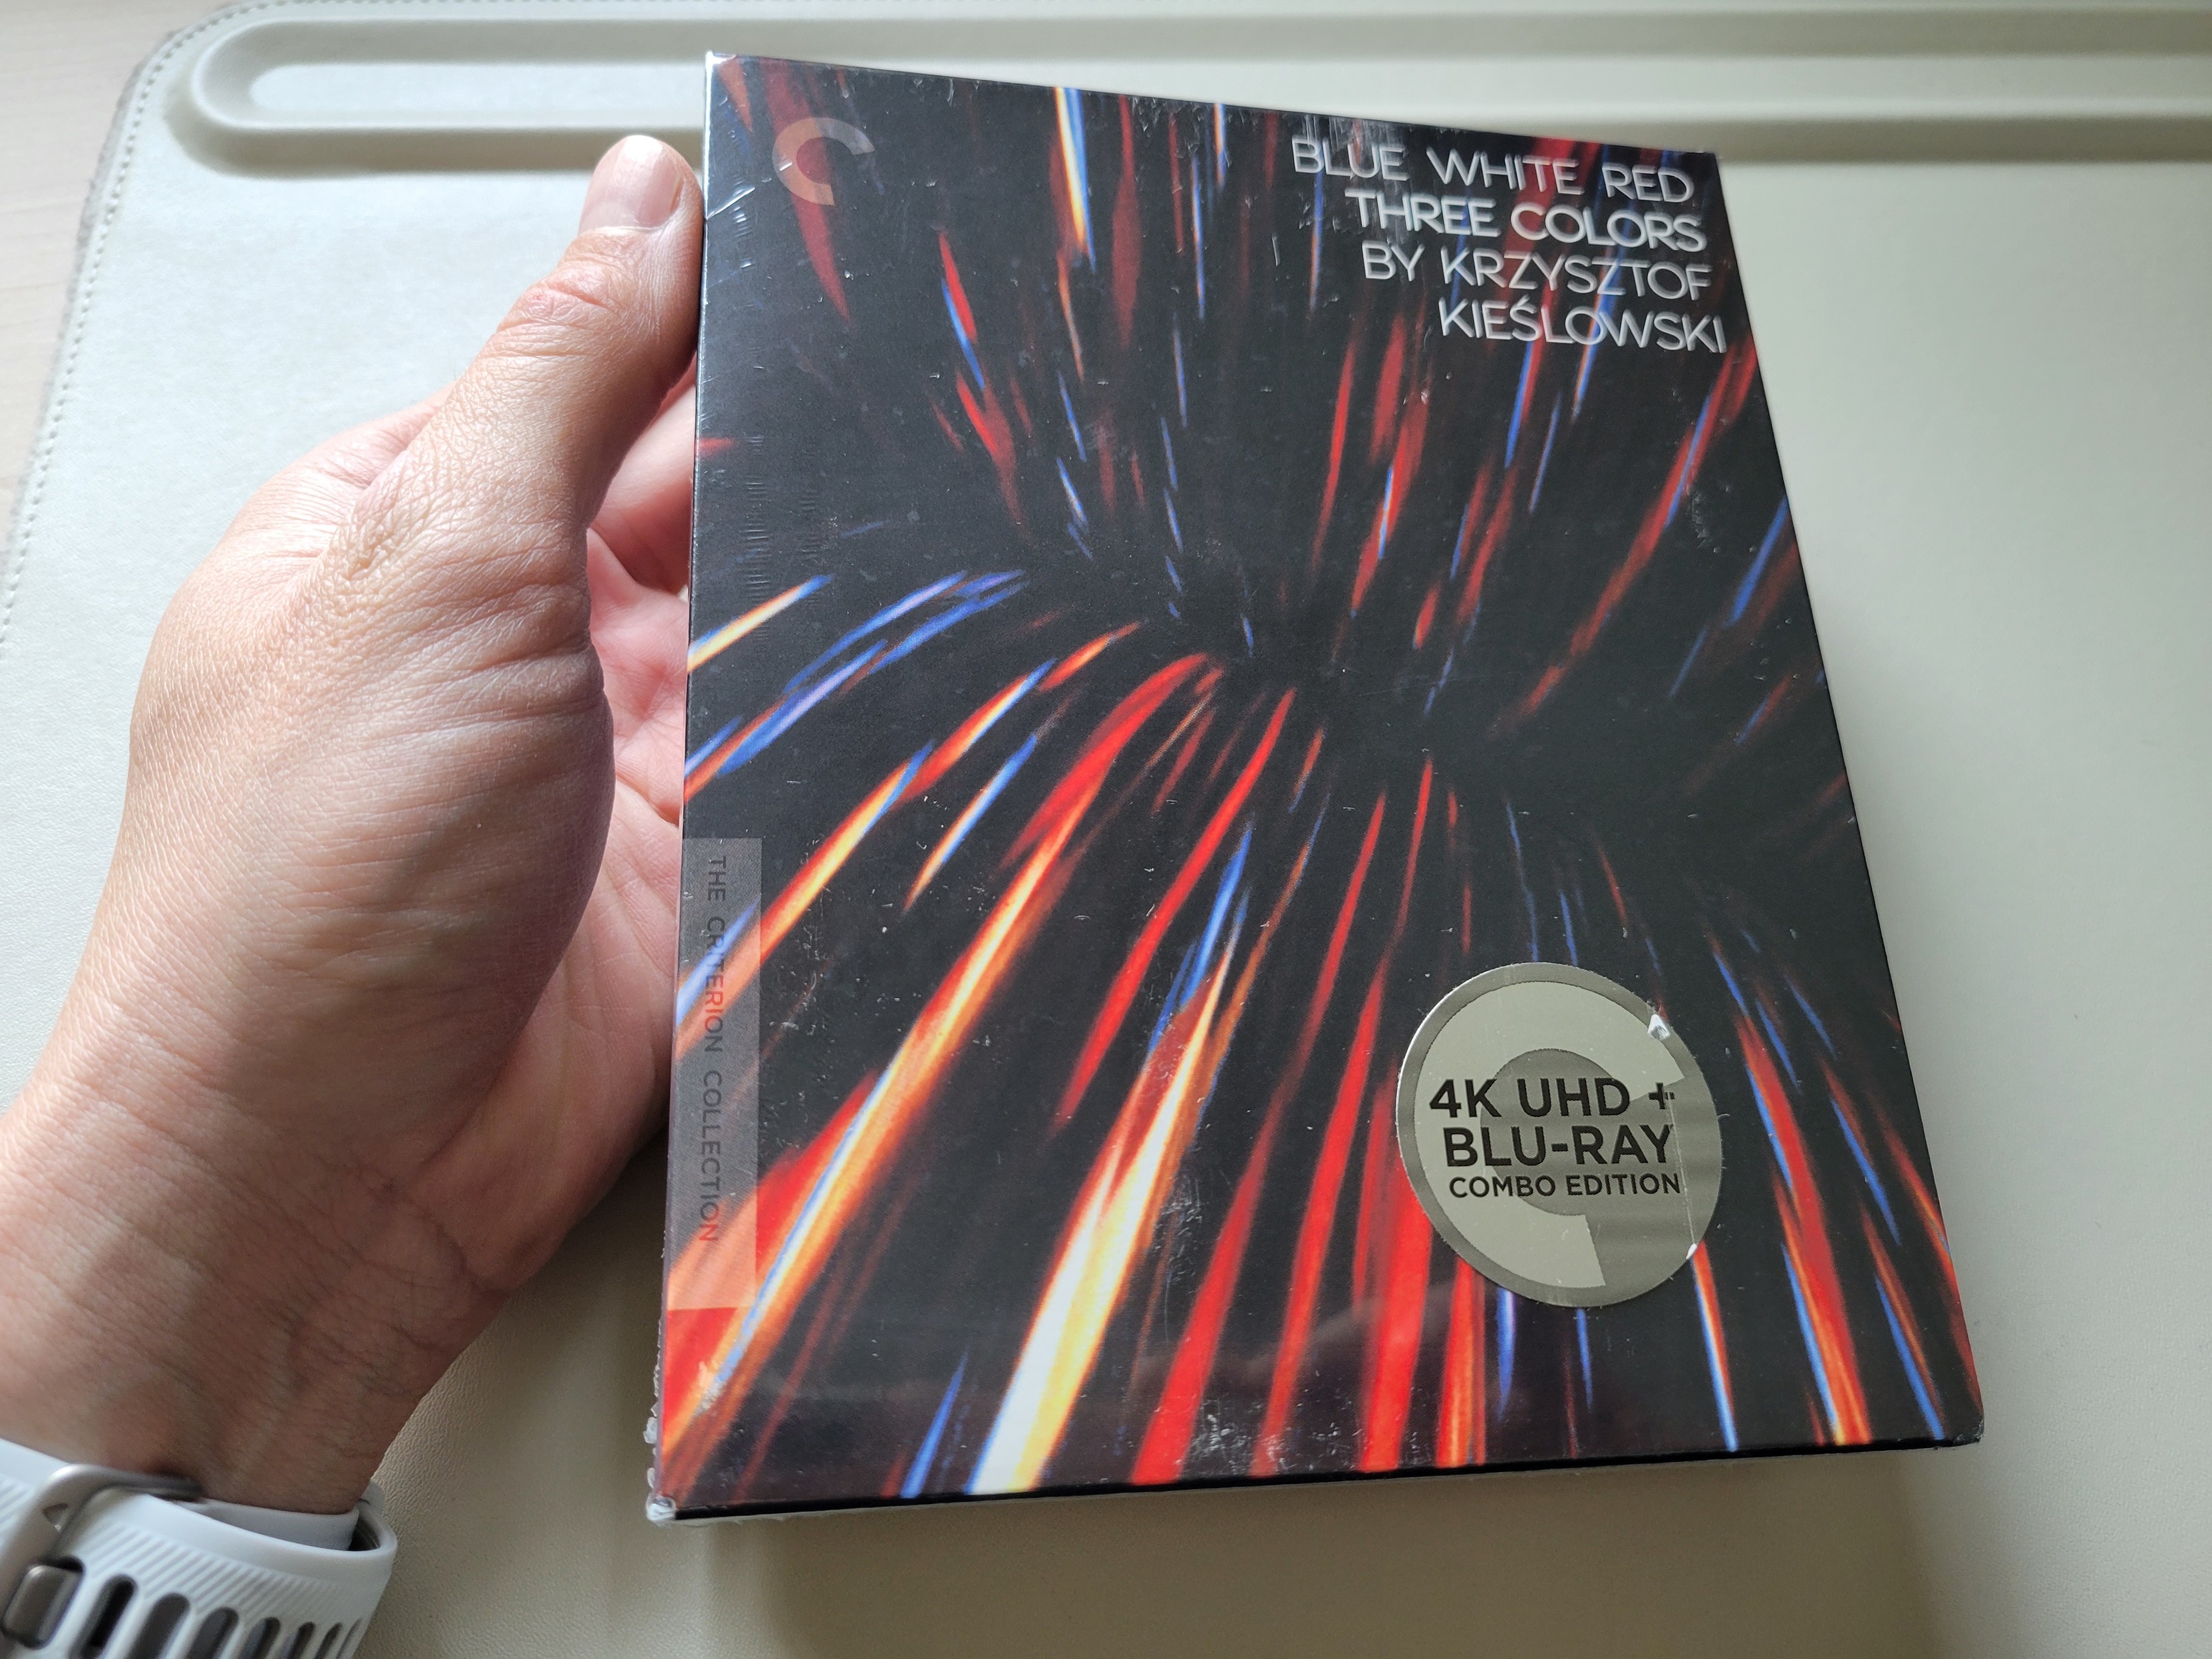 BLUE WHITE RED
THREE COLORS
BY KRZYSZTOF
KIEŚLOWSKI
THE CRITERION COLLECTION
4K UHD +
BLU-RAY
COMBO EDITION